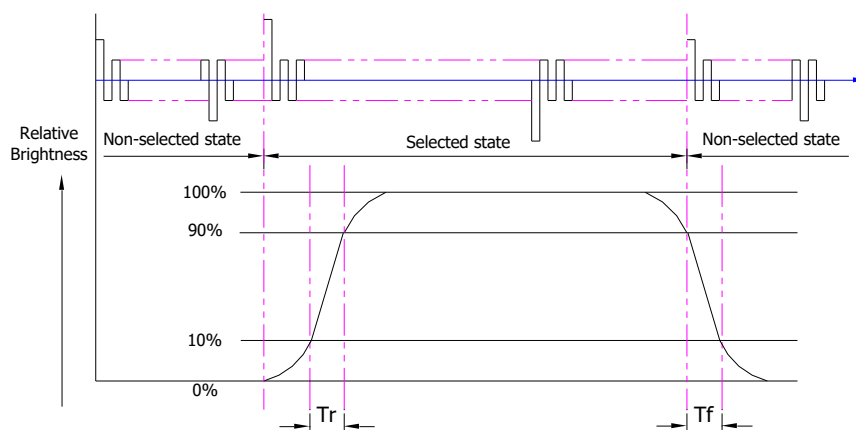 Relative
Brightness
Non-selected state
Selected state
Non-selected state
100%
90%
10%
0%
Tr
Tf